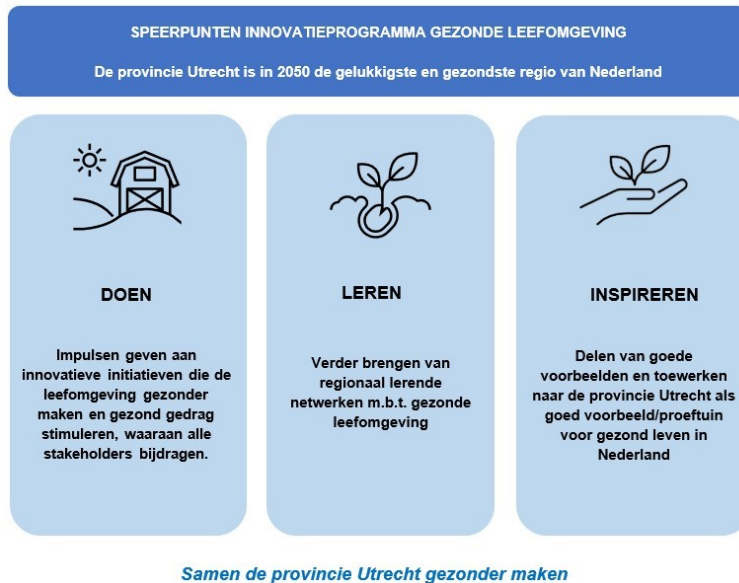 SPEERPUNTEN INNOVATIEPROGRAMMA GEZONDE LEEFOMGEVING
De provincie Utrecht is in 2050 de gelukkigste en gezondste regio van Nederland
DOEN
Impulsen geven aan
innovatieve initiatieven die de
leefomgeving gezonder
maken en gezond gedrag
stimuleren, waaraan alle
stakeholders bijdragen.
LEREN
Verder brengen van
regionaal lerende
netwerken m.b.t. gezonde
leefomgeving
INSPIREREN
Delen van goede
voorbeelden en toewerken
naar de provincie Utrecht als
goed voorbeeld/proeftuin
voor gezond leven in
Nederland
Samen de provincie Utrecht gezonder maken